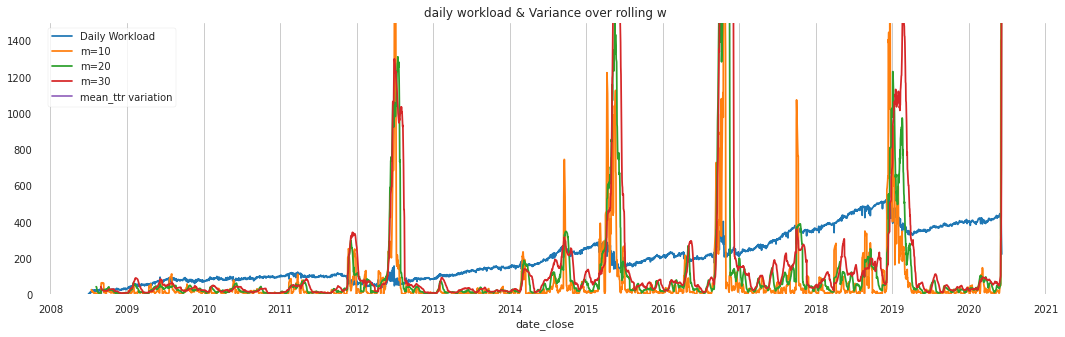 daily workload & Variance over rolling w
Daily Workload
m=10
m=20
m=30
mean_ttr variation
1400
1200
1000
800
600
400
200
0
2008 2009 2010 2011 2012 2013 2014 2015 2016 2017 2018 2019 2020 2021
date_close